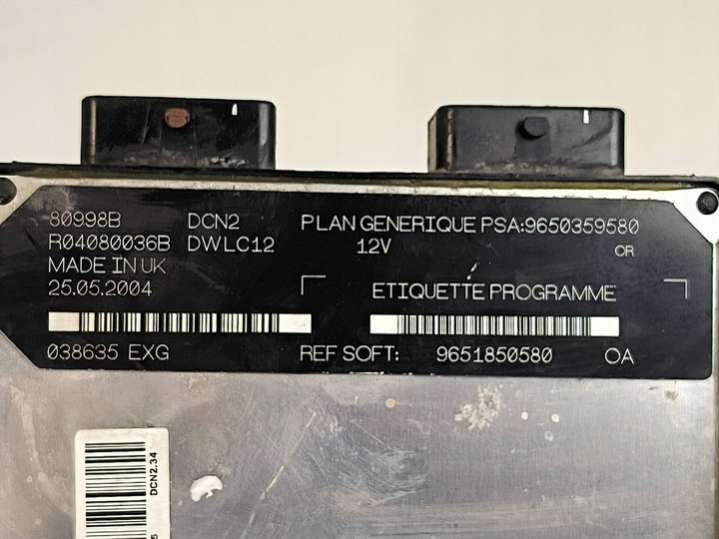 80998B DCN2 PLAN GENERIQUE PSA:9650359580
R04080036B DWLC12 12V OR
MADE IN UK
25.05.2004 ETIQUETTE PROGRAMME
038635 EXG REF SOFT: 9651850580 OA
DCN2.34